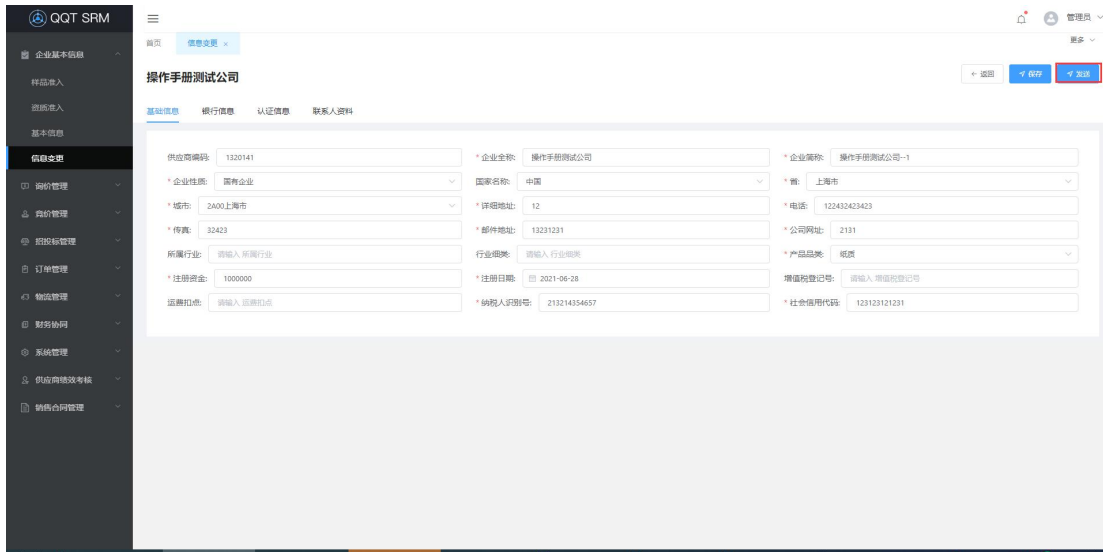 QQT SRM
管理员
首页 信息变更 × 更多
企业基本信息
样品准入
资质准入
基本信息
信息变更
询价管理
竞价管理
招投标管理
订单管理
物流管理
财务协同
系统管理
供应商绩效考核
销售合同管理
操作手册测试公司
← 返回 保存 发送
基础信息 银行信息 认证信息 联系人资料
供应商编码: 1320141 * 企业全称: 操作手册测试公司 * 企业简称: 操作手册测试公司--1
* 企业性质: 国有企业 国家名称: 中国 * 省: 上海市
* 城市: 2A00上海市 * 详细地址: 12 * 电话: 122432423423
* 传真: 32423 * 邮件地址: 13231231 * 公司网址: 2131
所属行业: 请输入 所属行业 行业细类: 请输入 行业细类 * 产品品类: 纸质
* 注册资金: 1000000 * 注册日期: 2021-06-28 增值税登记号: 请输入 增值税登记号
运费扣点: 请输入 运费扣点 * 纳税人识别号: 213214354657 * 社会信用代码: 123123121231